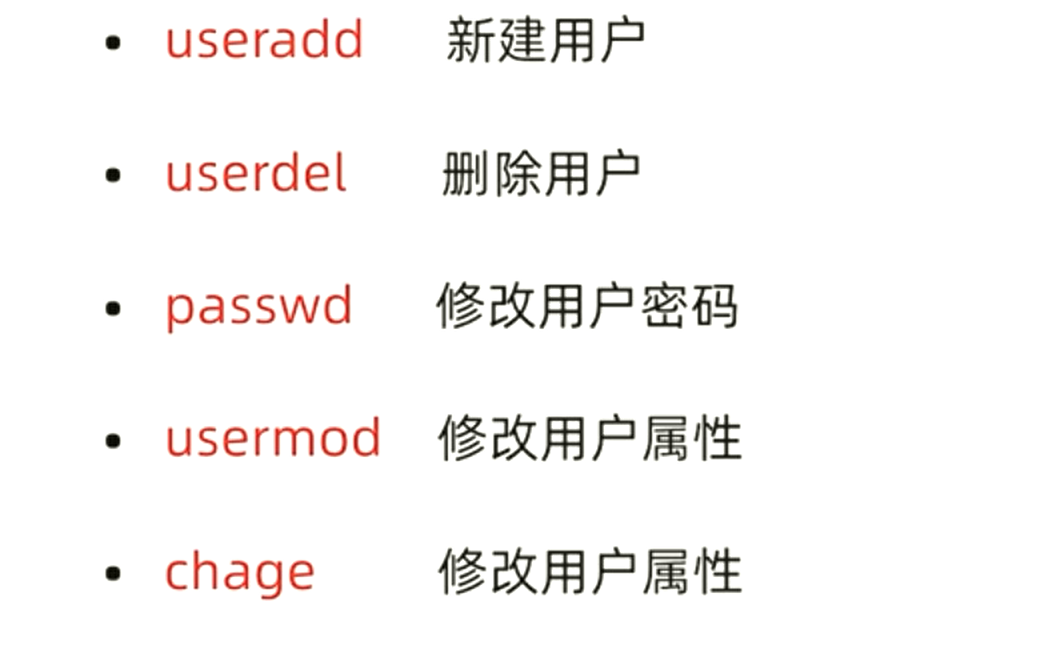 • useradd 新建用户
• userdel 删除用户
• passwd 修改用户密码
• usermod 修改用户属性
• chage 修改用户属性